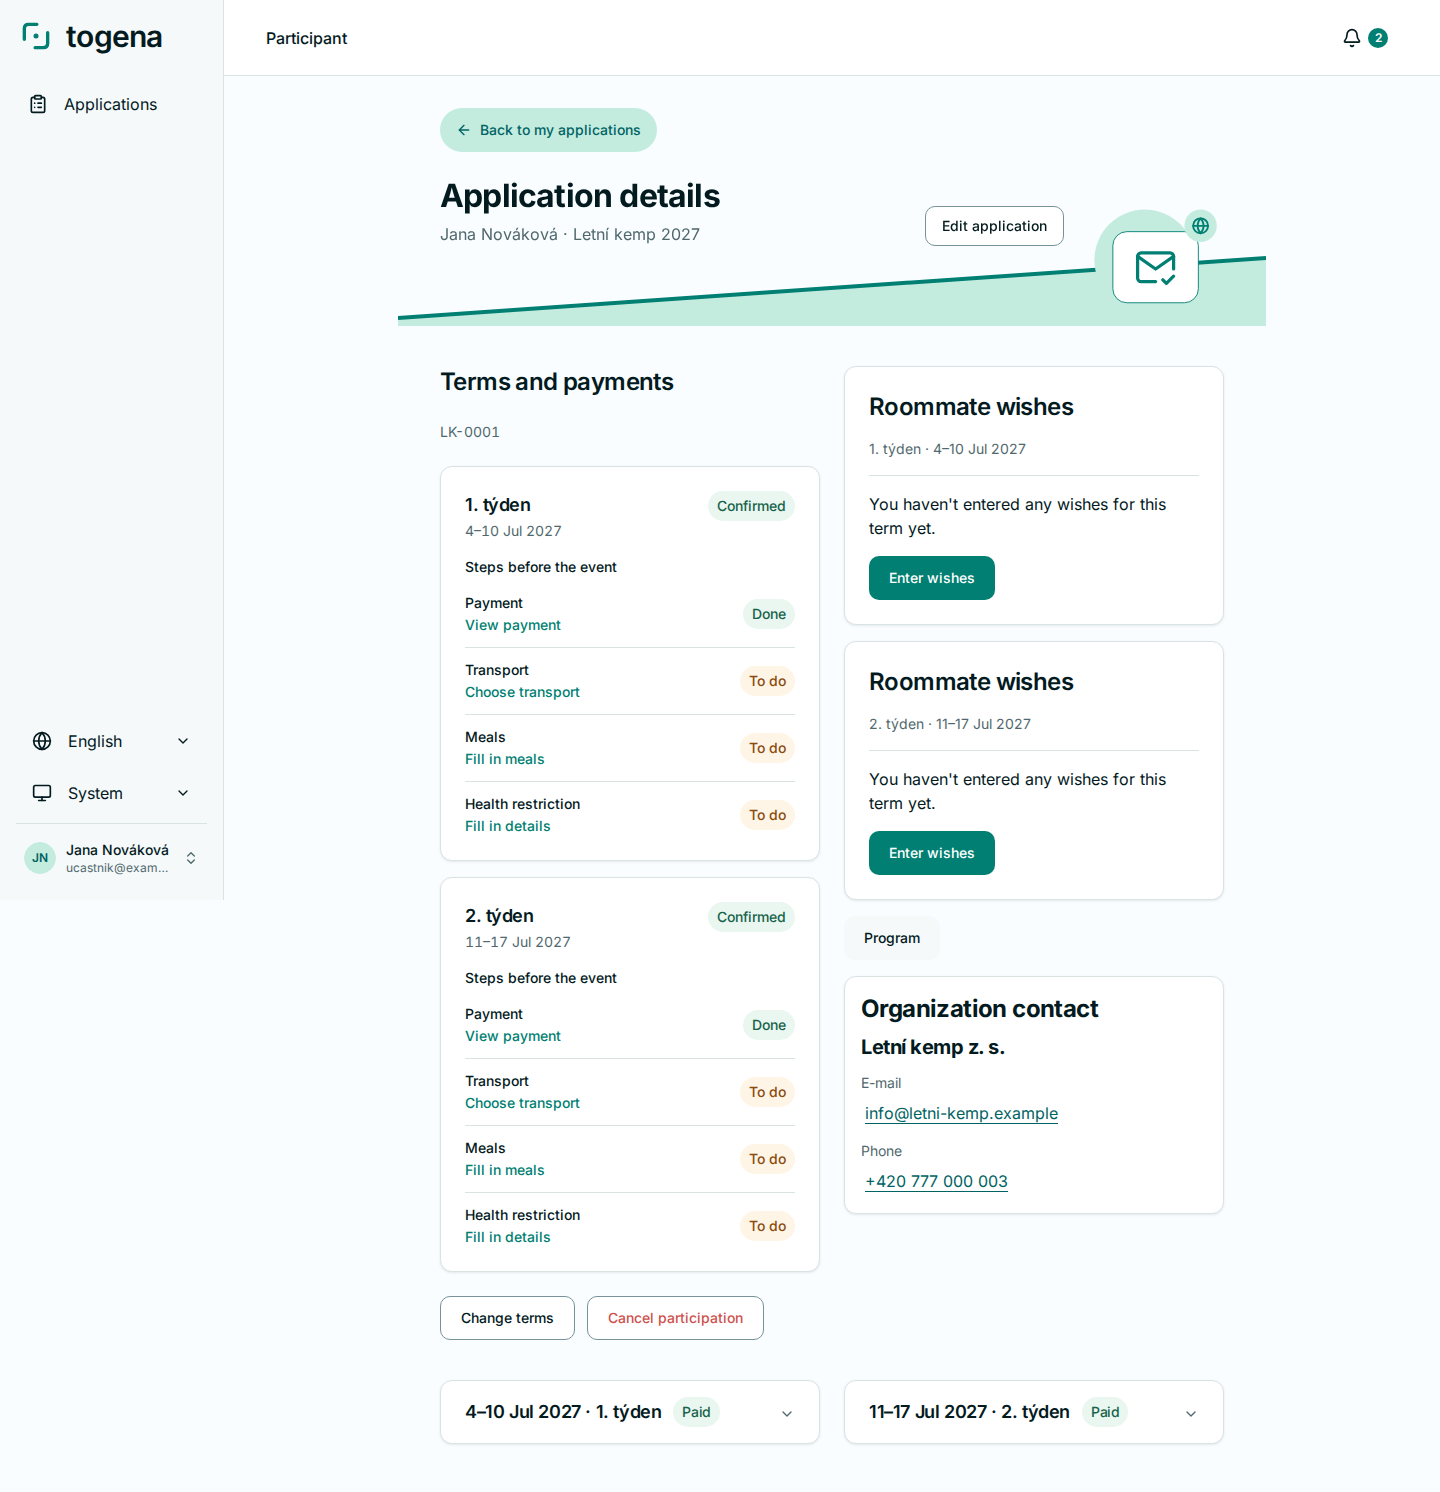 togena
Participant
2
Applications
Back to my applications
Application details
Jana Nováková · Letní kemp 2027
Edit application
Terms and payments
LK-0001
1. týden
Confirmed
4–10 Jul 2027
Steps before the event
Payment
View payment
Done
Transport
Choose transport
To do
Meals
Fill in meals
To do
Health restriction
Fill in details
To do
2. týden
Confirmed
11–17 Jul 2027
Steps before the event
Payment
View payment
Done
Transport
Choose transport
To do
Meals
Fill in meals
To do
Health restriction
Fill in details
To do
Change terms
Cancel participation
Roommate wishes
1. týden · 4–10 Jul 2027
You haven't entered any wishes for this
term yet.
Enter wishes
Roommate wishes
2. týden · 11–17 Jul 2027
You haven't entered any wishes for this
term yet.
Enter wishes
Program
Organization contact
Letní kemp z. s.
E-mail
info@letni-kemp.example
Phone
+420 777 000 003
4–10 Jul 2027 · 1. týden
Paid
11–17 Jul 2027 · 2. týden
Paid
English
System
JN
Jana Nováková
ucastnik@exam...